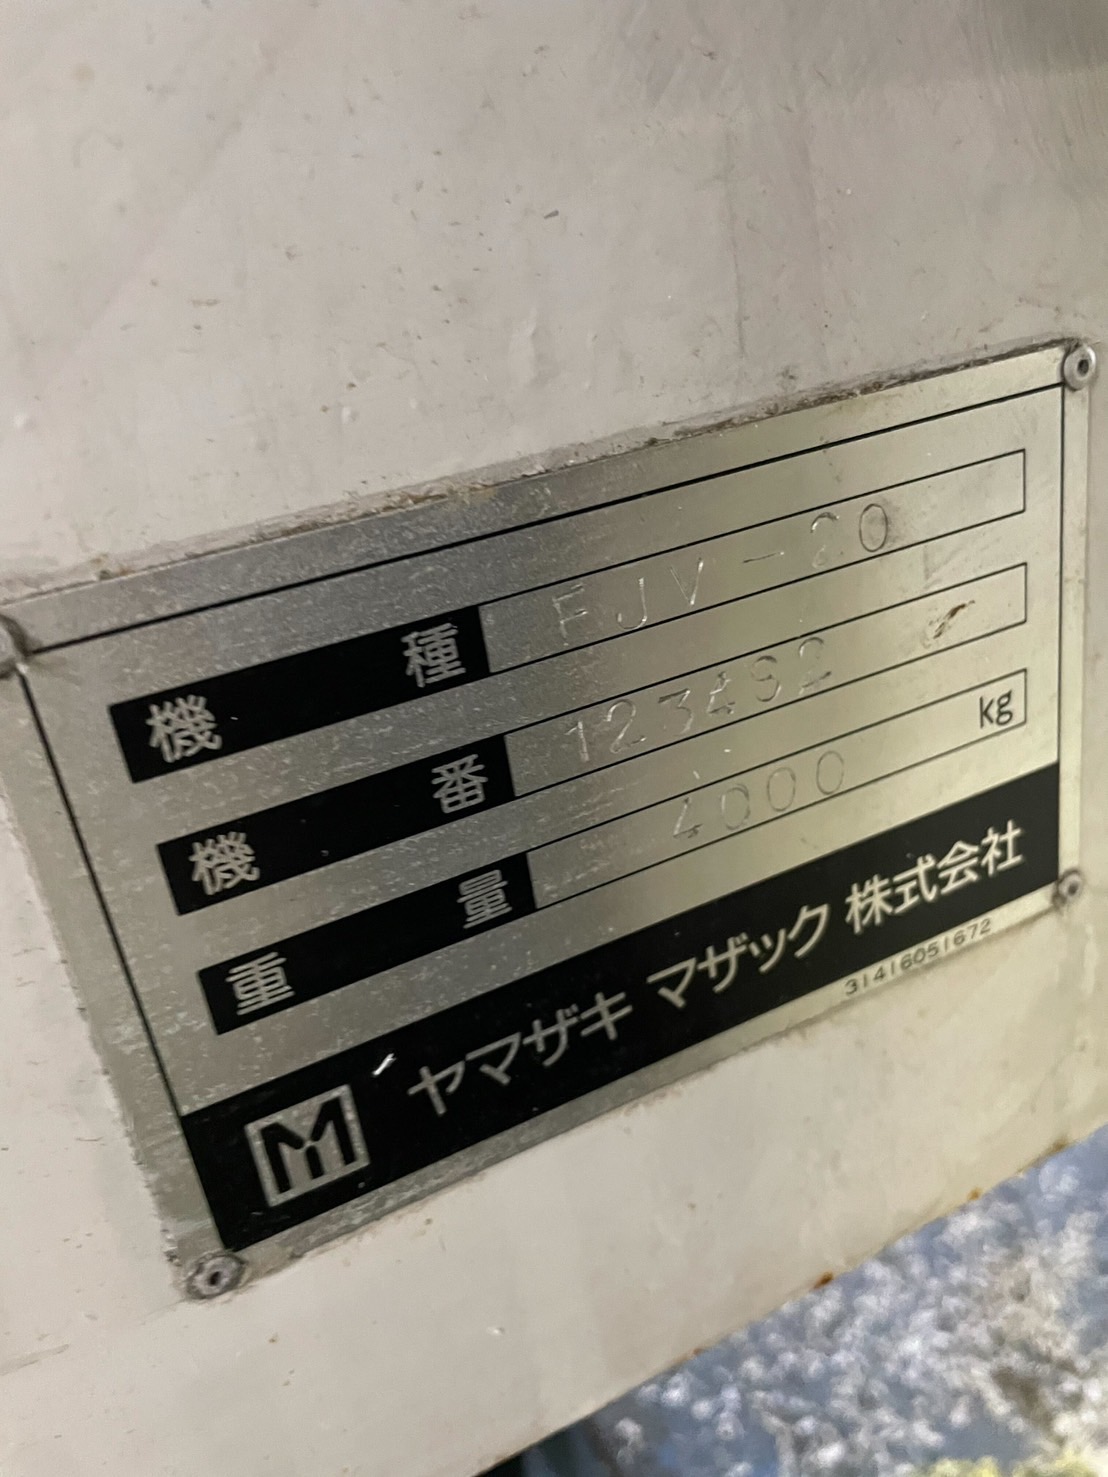 機種 FJV-20
機番 123492
重量 4000 kg
ヤマザキ マザック 株式会社
31416051672